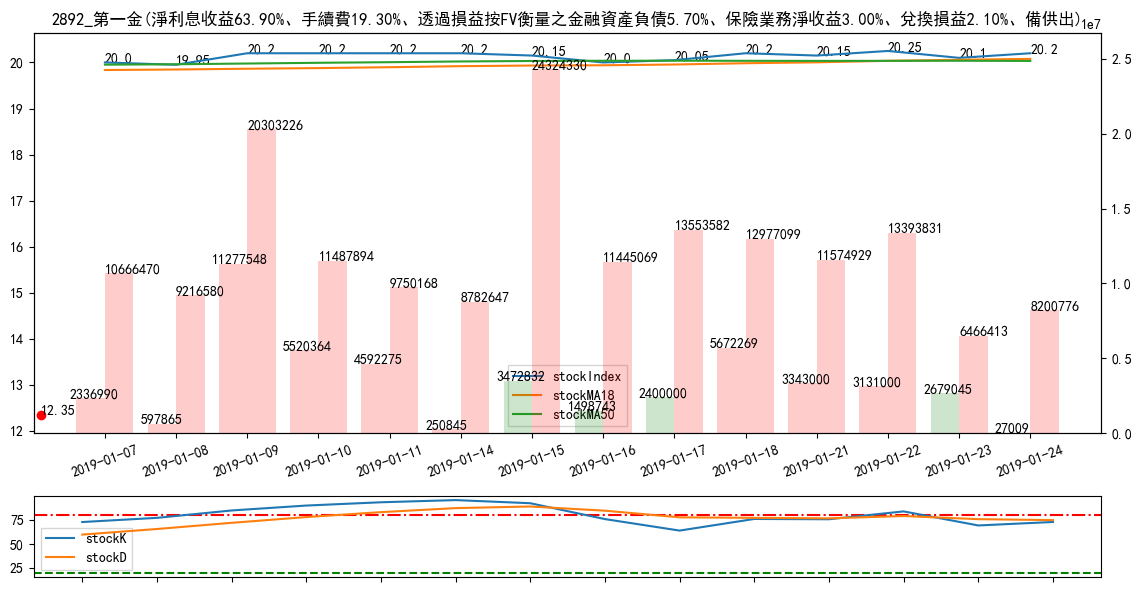 2892_第一金(淨利息收益63.90%、手續費19.30%、透過損益按FV衡量之金融資產負債5.70%、保險業務淨收益3.00%、兌換損益2.10%、備供出)
1e7
20.0 19.95 20.2 20.2 20.2 20.2 20.15 20.0 20.05 20.2 20.15 20.25 20.1 20.2
20 19 18 17 16 15 14 13 12
2.5 2.0 1.5 1.0 0.5 0.0
24324330
20303226
10666470 9216580 11277548 11487894 9750168 8782647 11445069 13553582 12977099 11574929 13393831 6466413 8200776
2336990 597865 5520364 4592275 250845 3472832 1498743 2400000 5672269 3343000 3131000 2679045 27009
12.35
stockIndex
stockMA18
stockMA50
2019-01-07 2019-01-08 2019-01-09 2019-01-10 2019-01-11 2019-01-14 2019-01-15 2019-01-16 2019-01-17 2019-01-18 2019-01-21 2019-01-22 2019-01-23 2019-01-24
75
50
25
stockK
stockD